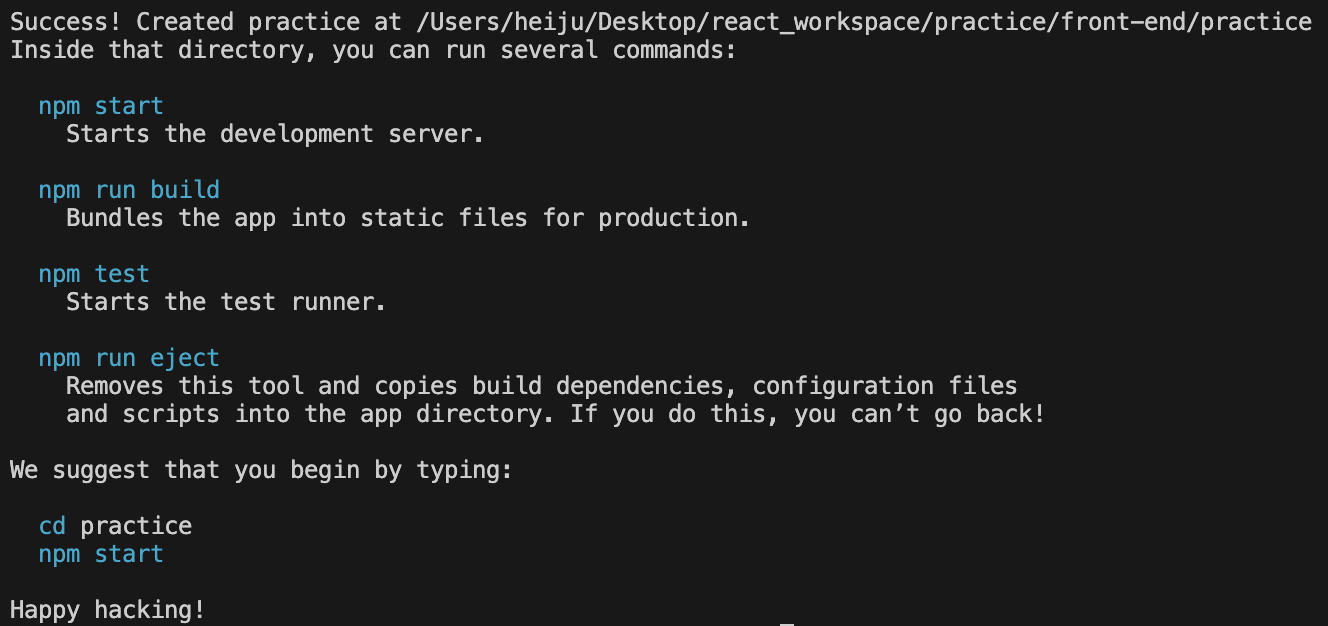 Success! Created practice at /Users/heiju/Desktop/react_workspace/practice/front-end/practice
Inside that directory, you can run several commands:
npm start
Starts the development server.
npm run build
Bundles the app into static files for production.
npm test
Starts the test runner.
npm run eject
Removes this tool and copies build dependencies, configuration files
and scripts into the app directory. If you do this, you can’t go back!
We suggest that you begin by typing:
cd practice
npm start
Happy hacking!